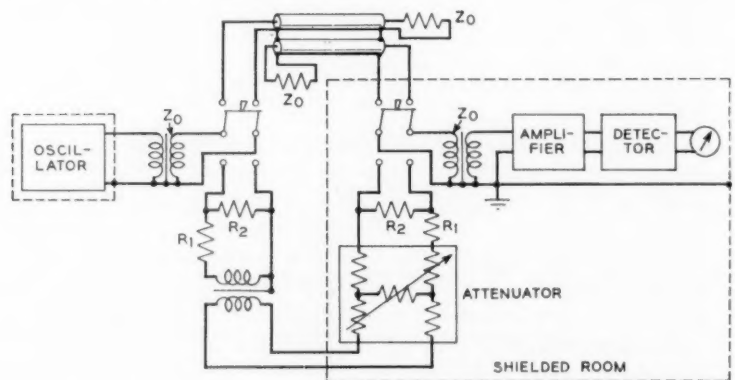 Z0
Z0
Z0
OSCIL-
LATOR
Z0
AMPLI-
FIER
DETEC-
TOR
R2
R1
R2
R1
ATTENUATOR
SHIELDED ROOM